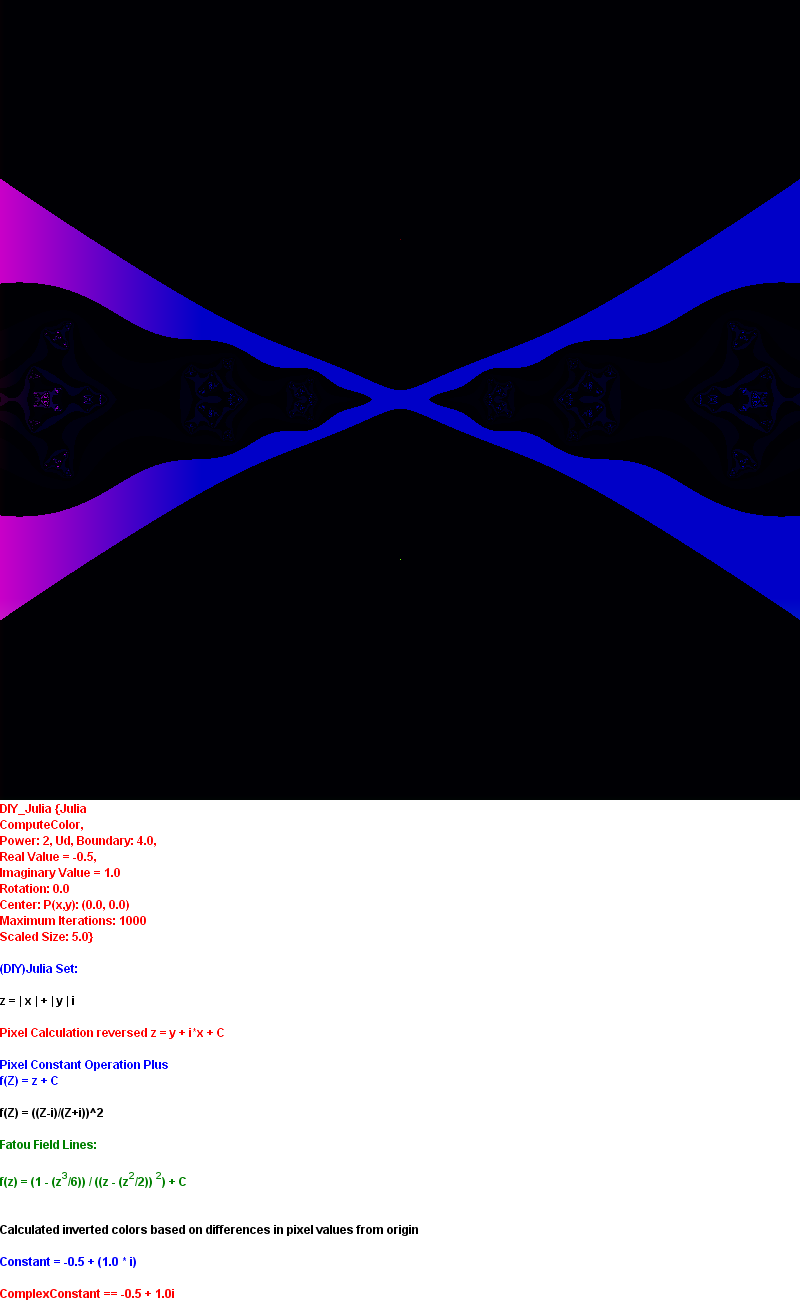 DIY_Julia {Julia
ComputeColor,
Power: 2, Ud, Boundary: 4.0,
Real Value = -0.5,
Imaginary Value = 1.0
Rotation: 0.0
Center: P(x,y): (0.0, 0.0)
Maximum Iterations: 1000
Scaled Size: 5.0}
(DIY)Julia Set:
z = | x | + | y | i
Pixel Calculation reversed z = y + i*x + C
Pixel Constant Operation Plus
f(Z) = z + C
f(Z) = ((Z-i)/(Z+i))^2
Fatou Field Lines:
f(z) = (1 - (z³/6)) / ((z - (z²/2)) ²) + C
Calculated inverted colors based on differences in pixel values from origin
Constant = -0.5 + (1.0 * i)
ComplexConstant == -0.5 + 1.0i